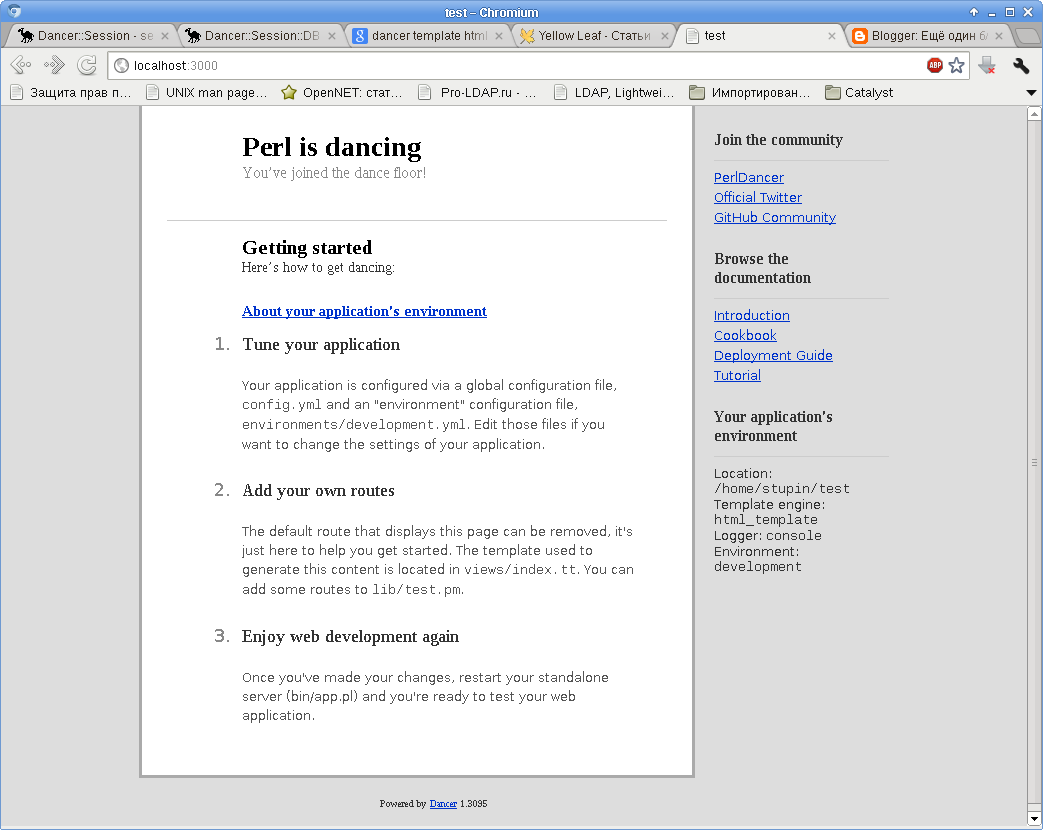 test – Chromium
Dancer::Session - se
Dancer::Session::DB
dancer template html
Yellow Leaf - Статьи
test
Blogger: Ещё один б
localhost:3000
ABP
Защита прав п...
UNIX man page...
OpenNET: стат...
Pro-LDAP.ru - ...
LDAP, Lightwei...
Импортирован...
Catalyst
Perl is dancing
You've joined the dance floor!
Getting started
Here's how to get dancing:
About your application's environment
1. Tune your application
Your application is configured via a global configuration file,
config.yml and an "environment" configuration file,
environments/development.yml. Edit those files if you
want to change the settings of your application.
2. Add your own routes
The default route that displays this page can be removed, it's
just here to help you get started. The template used to
generate this content is located in views/index.tt. You can
add some routes to lib/test.pm.
3. Enjoy web development again
Once you've made your changes, restart your standalone
server (bin/app.pl) and you're ready to test your web
application.
Join the community
PerlDancer
Official Twitter
GitHub Community
Browse the
documentation
Introduction
Cookbook
Deployment Guide
Tutorial
Your application's
environment
Location:
/home/stupin/test
Template engine:
html_template
Logger: console
Environment:
development
Powered by Dancer 1.3095